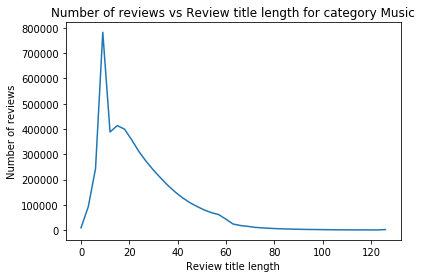 Number of reviews vs Review title length for category Music
800000
700000
600000
500000
400000
300000
200000
100000
0
Number of reviews
0 20 40 60 80 100 120
Review title length